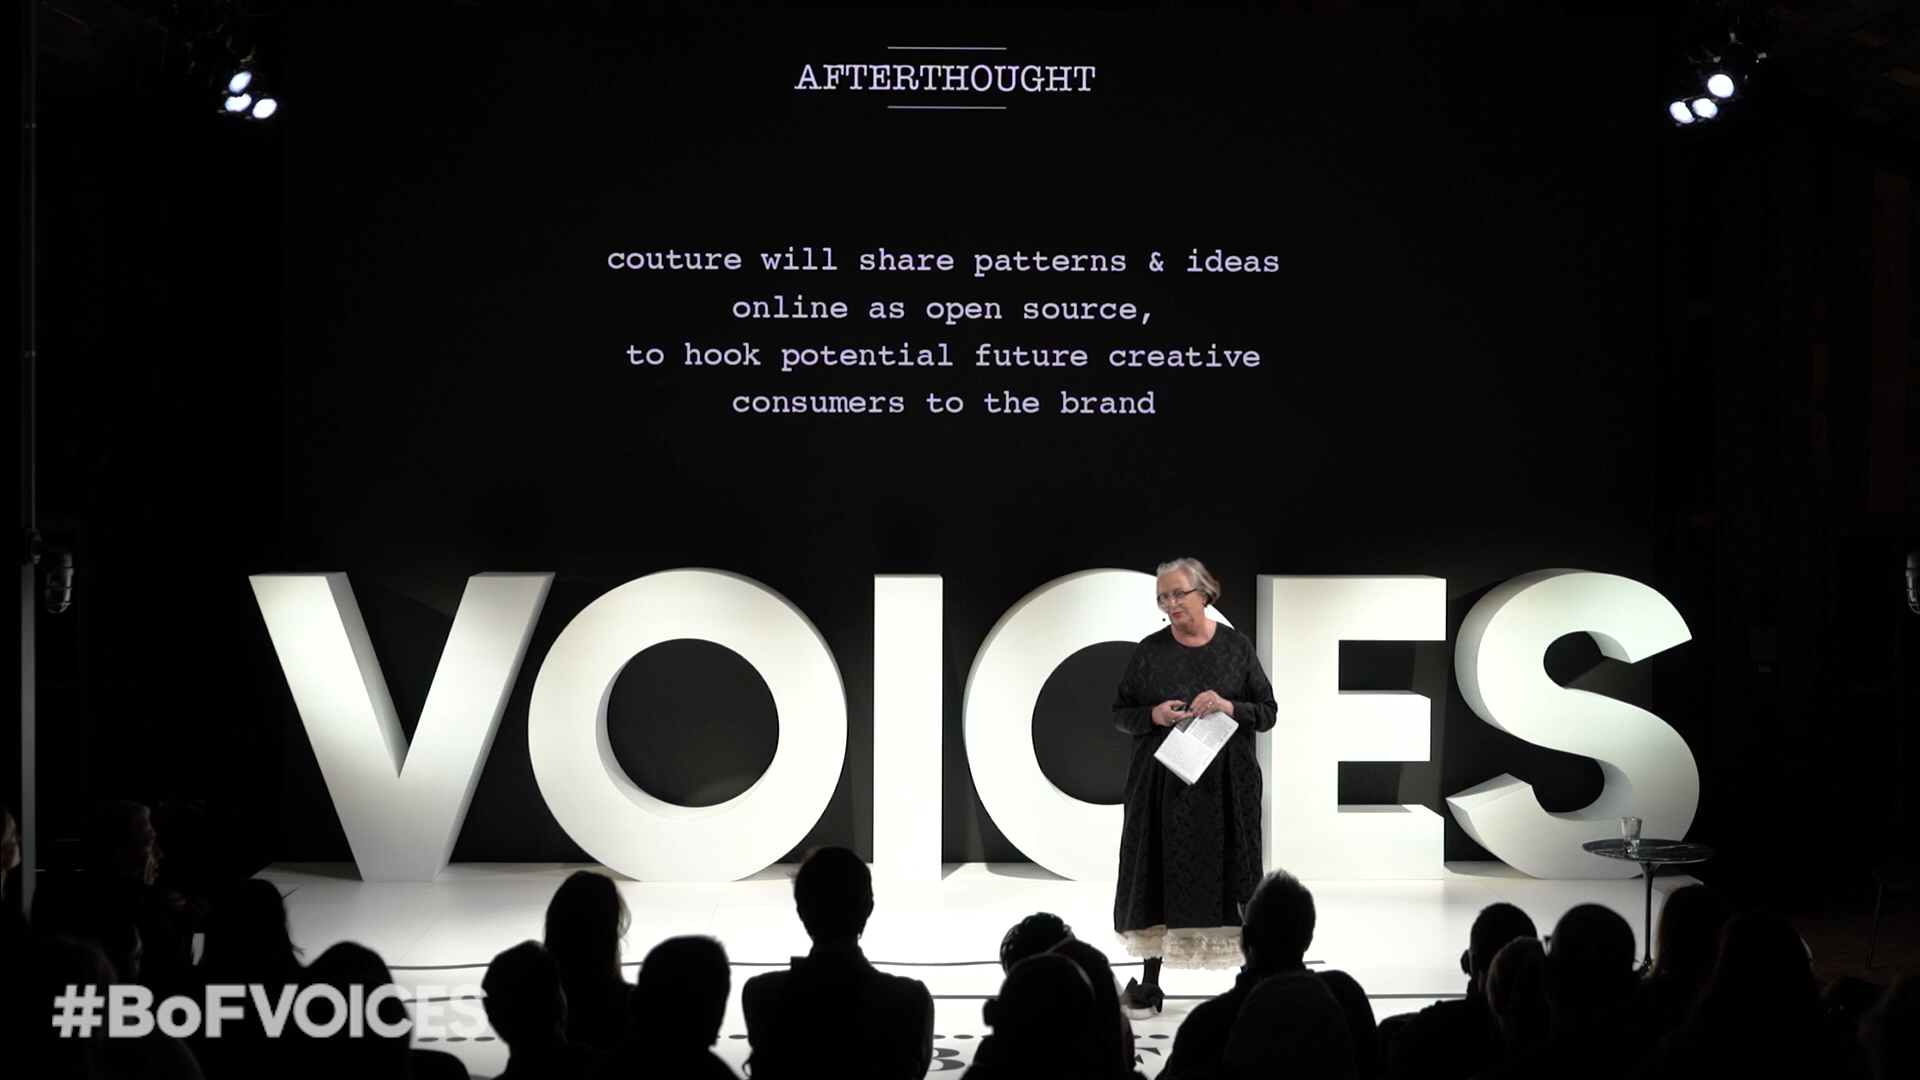 AFTERTHOUGHT
couture will share patterns & ideas
online as open source,
to hook potential future creative
consumers to the brand
VOICES
#BoFVOICES